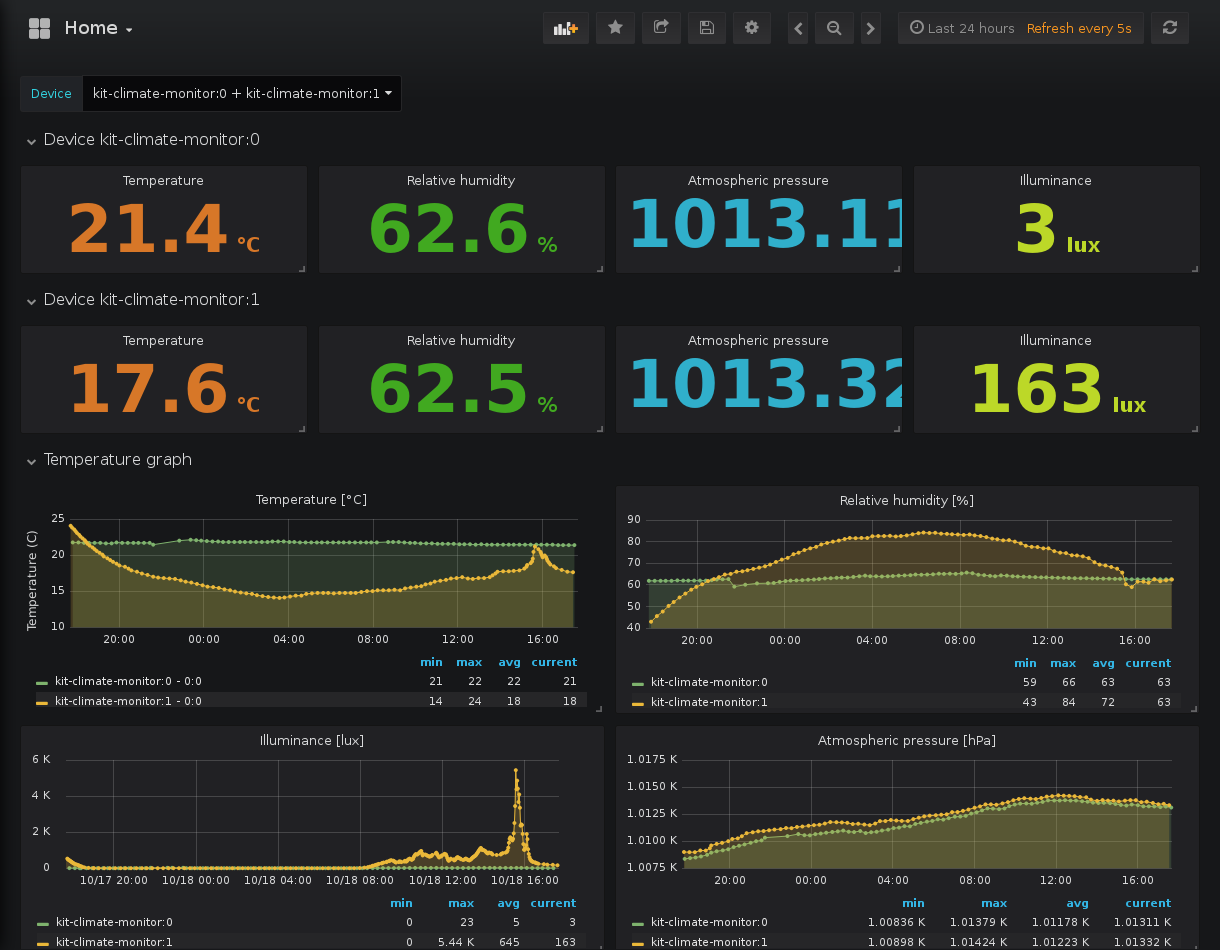 Home
Last 24 hours Refresh every 5s
Device kit-climate-monitor:0 + kit-climate-monitor:1
Device kit-climate-monitor:0
Temperature Relative humidity Atmospheric pressure Illuminance
21.4 °C 62.6 % 1013.11 3 lux
Device kit-climate-monitor:1
Temperature Relative humidity Atmospheric pressure Illuminance
17.6 °C 62.5 % 1013.32 163 lux
Temperature graph
Temperature [°C]
Temperature (C)
25
20
15
10
20:00 00:00 04:00 08:00 12:00 16:00
min max avg current
kit-climate-monitor:0 - 0:0 21 22 22 21
kit-climate-monitor:1 - 0:0 14 24 18 18
Relative humidity [%]
90
80
70
60
50
40
20:00 00:00 04:00 08:00 12:00 16:00
min max avg current
kit-climate-monitor:0 59 66 63 63
kit-climate-monitor:1 43 84 72 63
Illuminance [lux]
6 K
4 K
2 K
0
10/17 20:00 10/18 00:00 10/18 04:00 10/18 08:00 10/18 12:00 10/18 16:00
min max avg current
kit-climate-monitor:0 0 23 5 3
kit-climate-monitor:1 0 5.44 K 645 163
Atmospheric pressure [hPa]
1.0175 K
1.0150 K
1.0125 K
1.0100 K
1.0075 K
20:00 00:00 04:00 08:00 12:00 16:00
min max avg current
kit-climate-monitor:0 1.00836 K 1.01379 K 1.01178 K 1.01311 K
kit-climate-monitor:1 1.00898 K 1.01424 K 1.01223 K 1.01332 K